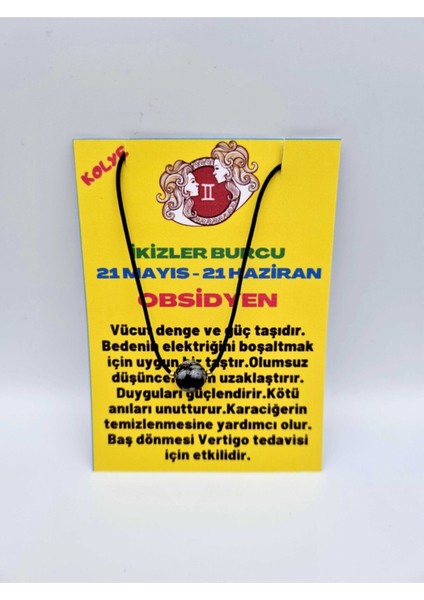 KOLYE
II
İKİZLER BURCU
21 MAYIS - 21 HAZİRAN
OBSİDYEN
Vücut denge ve güç taşıdır.
Bedenin elektriğini boşaltmak
için uygun bir taştır.Olumsuz
uzaklaştırır.
Duyguları güçlendirir.Kötü
anıları unutturur.Karaciğerin
temizlenmesine yardımcı olur.
Baş dönmesi Vertigo tedavisi
için etkilidir.